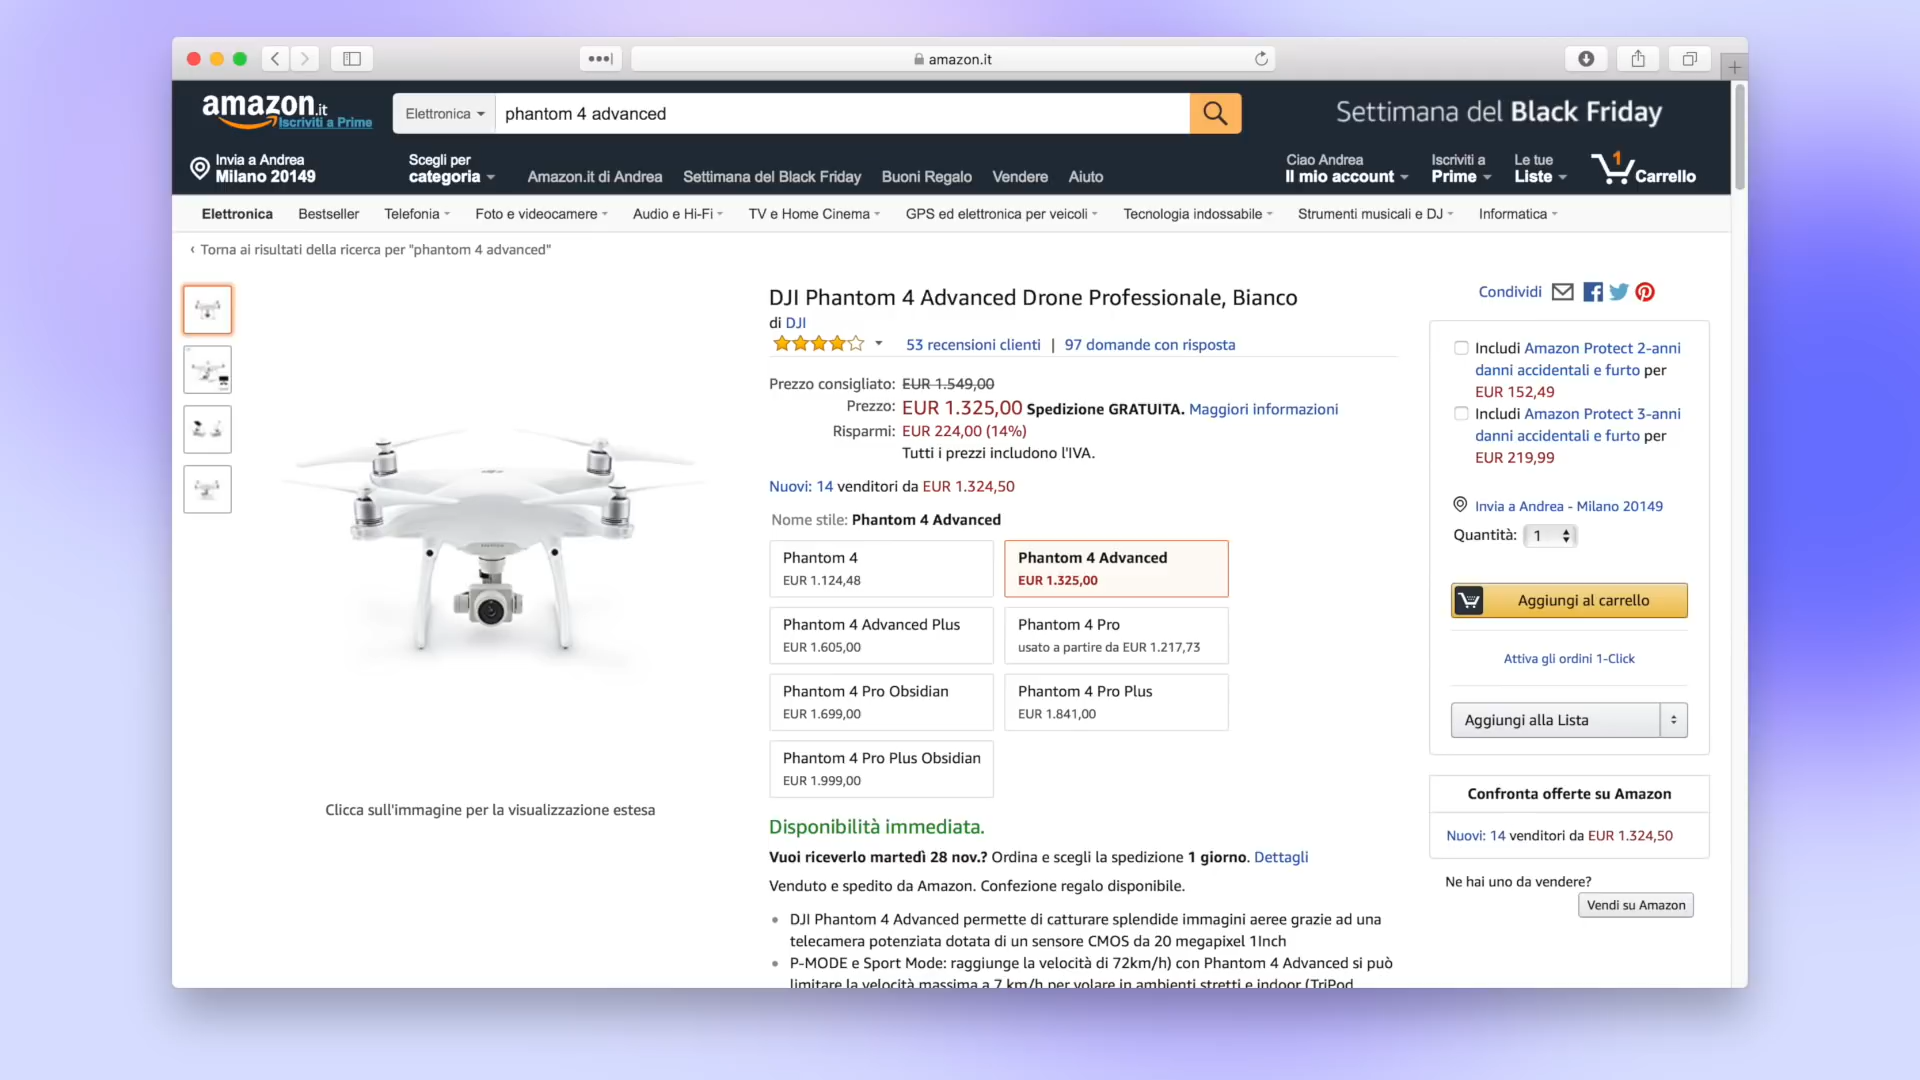 amazon.it
amazon.it
Iscriviti a Prime
Elettronica
phantom 4 advanced
Settimana del Black Friday
Invia a Andrea
Milano 20149
Scegli per
categoria
Amazon.it di Andrea
Settimana del Black Friday
Buoni Regalo
Vendere
Aiuto
Ciao Andrea
Il mio account
Iscriviti a
Prime
Le tue
Liste
1
Carrello
Elettronica
Bestseller
Telefonia
Foto e videocamere
Audio e Hi-Fi
TV e Home Cinema
GPS ed elettronica per veicoli
Tecnologia indossabile
Strumenti musicali e DJ
Informatica
‹ Torna ai risultati della ricerca per "phantom 4 advanced"
Clicca sull'immagine per la visualizzazione estesa
DJI Phantom 4 Advanced Drone Professionale, Bianco
di DJI
53 recensioni clienti | 97 domande con risposta
Prezzo consigliato: EUR 1.549,00
Prezzo: EUR 1.325,00 Spedizione GRATUITA. Maggiori informazioni
Risparmi: EUR 224,00 (14%)
Tutti i prezzi includono l'IVA.
Nuovi: 14 venditori da EUR 1.324,50
Nome stile: Phantom 4 Advanced
Phantom 4
EUR 1.124,48
Phantom 4 Advanced
EUR 1.325,00
Phantom 4 Advanced Plus
EUR 1.605,00
Phantom 4 Pro
usato a partire da EUR 1.217,73
Phantom 4 Pro Obsidian
EUR 1.699,00
Phantom 4 Pro Plus
EUR 1.841,00
Phantom 4 Pro Plus Obsidian
EUR 1.999,00
Disponibilità immediata.
Vuoi riceverlo martedì 28 nov.? Ordina e scegli la spedizione 1 giorno. Dettagli
Venduto e spedito da Amazon. Confezione regalo disponibile.
DJI Phantom 4 Advanced permette di catturare splendide immagini aeree grazie ad una
telecamera potenziata dotata di un sensore CMOS da 20 megapixel 1Inch
P-MODE e Sport Mode: raggiunge la velocità di 72km/h) con Phantom 4 Advanced si può
limitare la velocità massima a 7 km/h per volare in ambienti stretti e indoor (TriPod
Condividi
Includi Amazon Protect 2-anni
danni accidentali e furto per
EUR 152,49
Includi Amazon Protect 3-anni
danni accidentali e furto per
EUR 219,99
Invia a Andrea - Milano 20149
Quantità: 1
Aggiungi al carrello
Attiva gli ordini 1-Click
Aggiungi alla Lista
Confronta offerte su Amazon
Nuovi: 14 venditori da EUR 1.324,50
Ne hai uno da vendere?
Vendi su Amazon